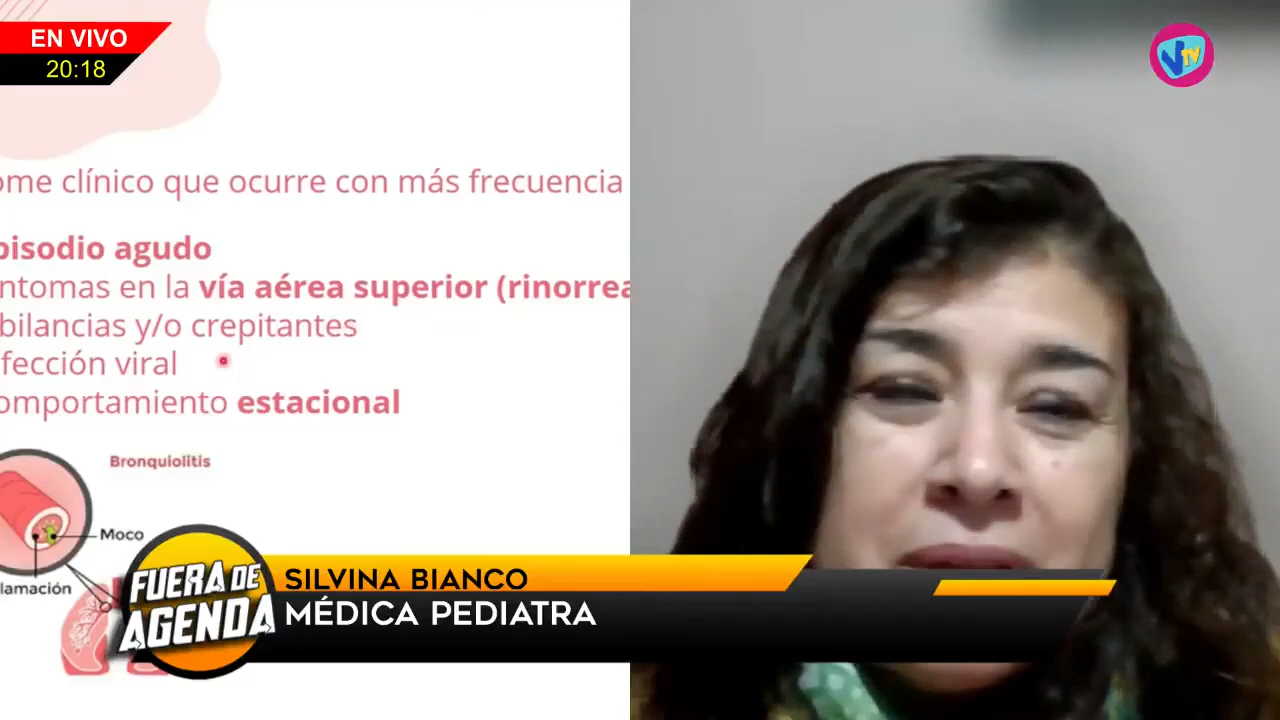 EN VIVO
20:18
VTV
ome clínico que ocurre con más frecuencia
pisodio agudo
ntomas en la vía aérea superior (rinorrea
bilancias y/o crepitantes
fección viral
omportamiento estacional
Bronquiolitis
Moco
lamación
FUERA DE
AGENDA
SILVINA BIANCO
MÉDICA PEDIATRA